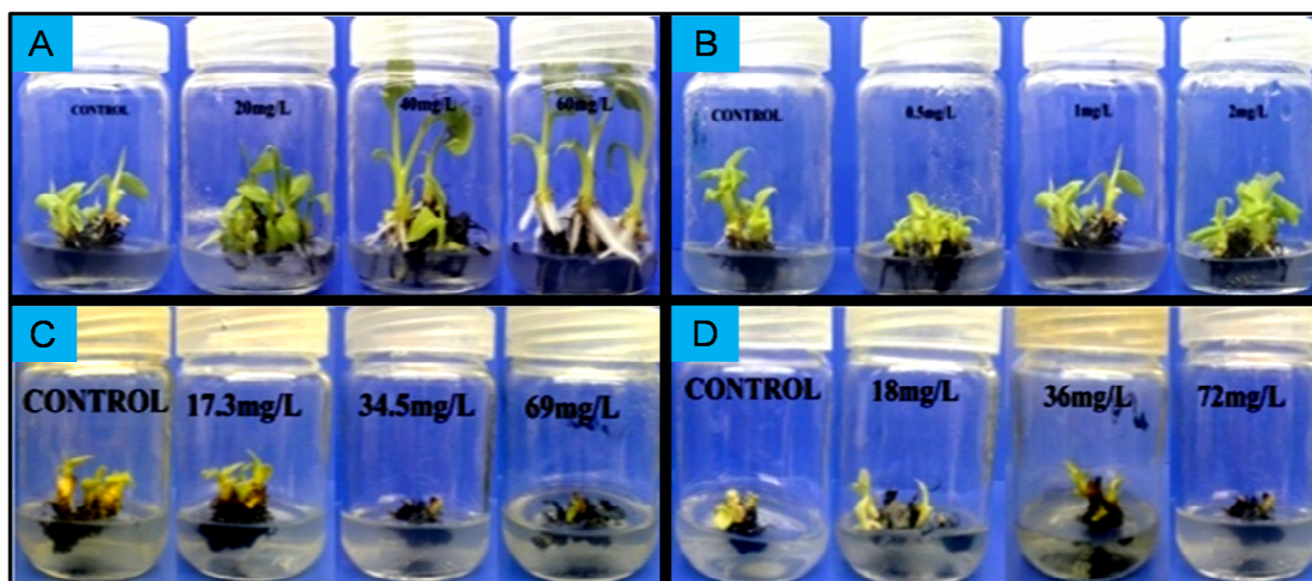 A
CONTROL
20mg/L
40mg/L
60mg/L
B
CONTROL
0.5mg/L
1mg/L
2mg/L
C
CONTROL
17.3mg/L
34.5mg/L
69mg/L
D
CONTROL
18mg/L
36mg/L
72mg/L